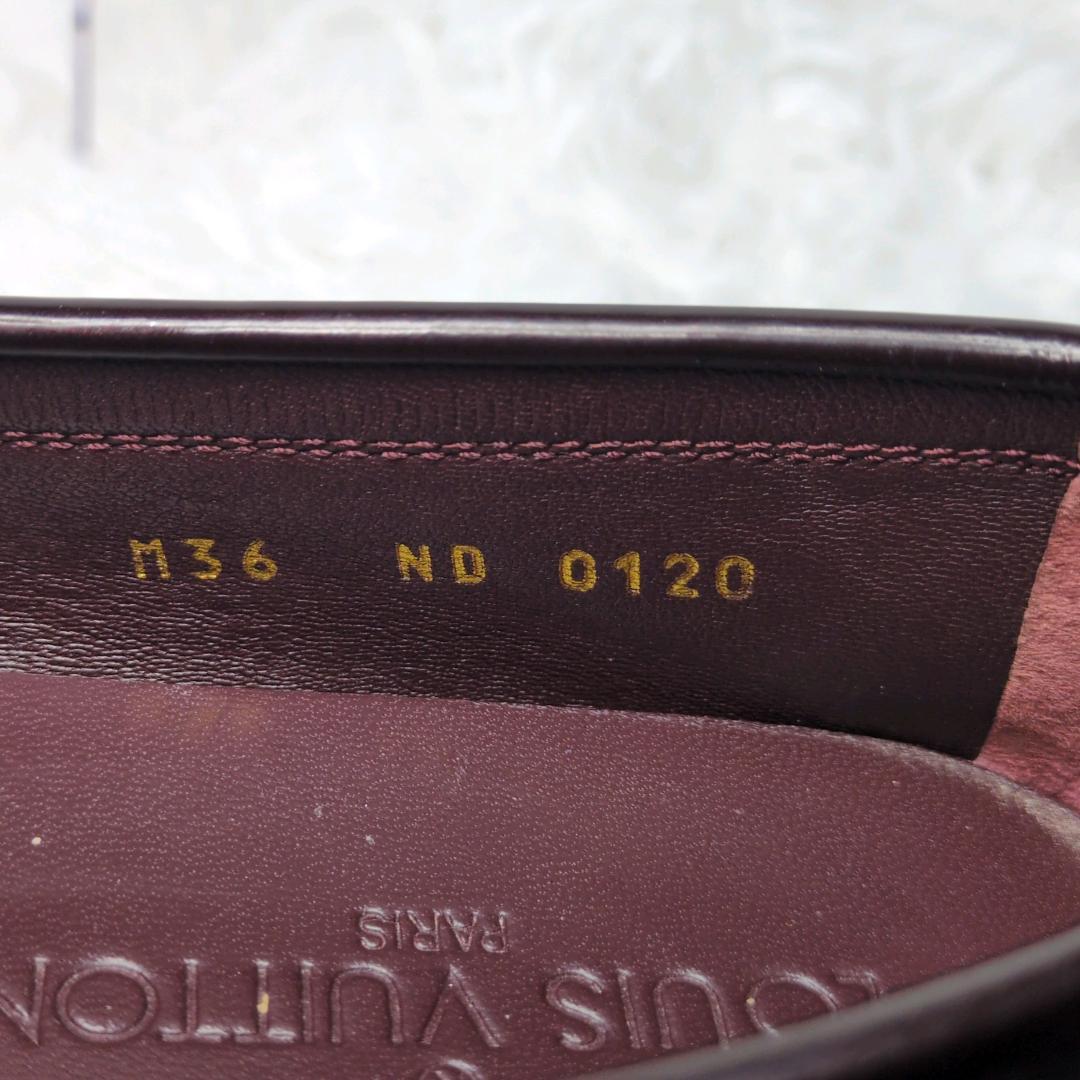 M36 ND 0120
LOUIS VUITTON
PARIS